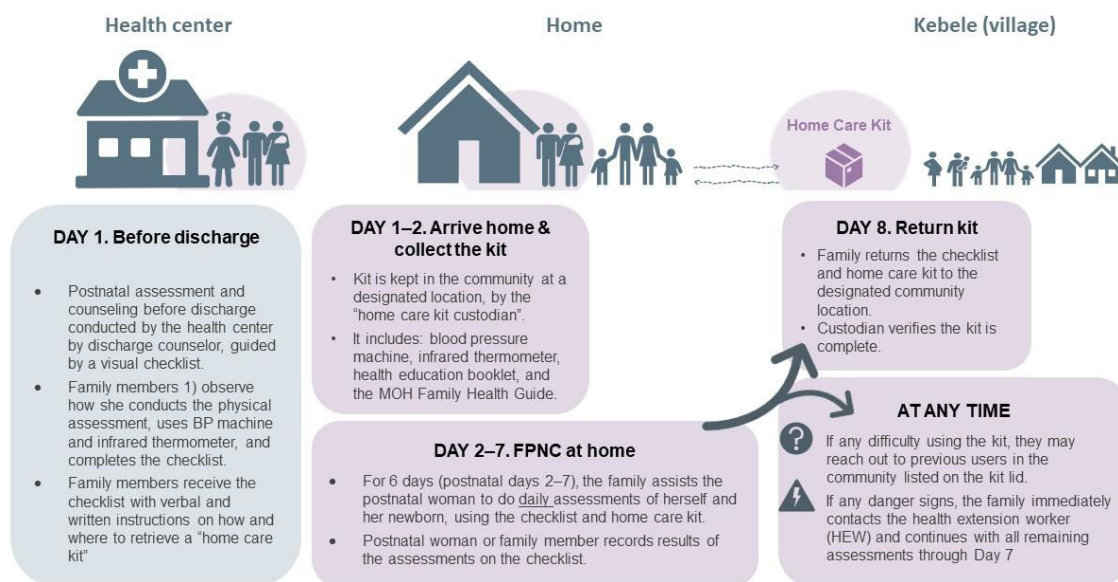 Health center
Home
Kebele (village)
Home Care Kit
DAY 1. Before discharge
• Postnatal assessment and
counseling before discharge
conducted by the health center
by discharge counselor, guided
by a visual checklist.
• Family members 1) observe
how she conducts the physical
assessment, uses BP machine
and infrared thermometer, and
completes the checklist.
• Family members receive the
checklist with verbal and
written instructions on how and
where to retrieve a “home care
kit”
DAY 1–2. Arrive home &
collect the kit
• Kit is kept in the community at a
designated location, by the
“home care kit custodian”.
• It includes: blood pressure
machine, infrared thermometer,
health education booklet, and
the MOH Family Health Guide.
DAY 2–7. FPNC at home
• For 6 days (postnatal days 2–7), the family assists the
postnatal woman to do daily assessments of herself and
her newborn, using the checklist and home care kit.
• Postnatal woman or family member records results of
the assessments on the checklist.
DAY 8. Return kit
• Family returns the checklist
and home care kit to the
designated community
location.
• Custodian verifies the kit is
complete.
AT ANY TIME
? If any difficulty using the kit, they may
reach out to previous users in the
community listed on the kit lid.
If any danger signs, the family immediately
contacts the health extension worker
(HEW) and continues with all remaining
assessments through Day 7